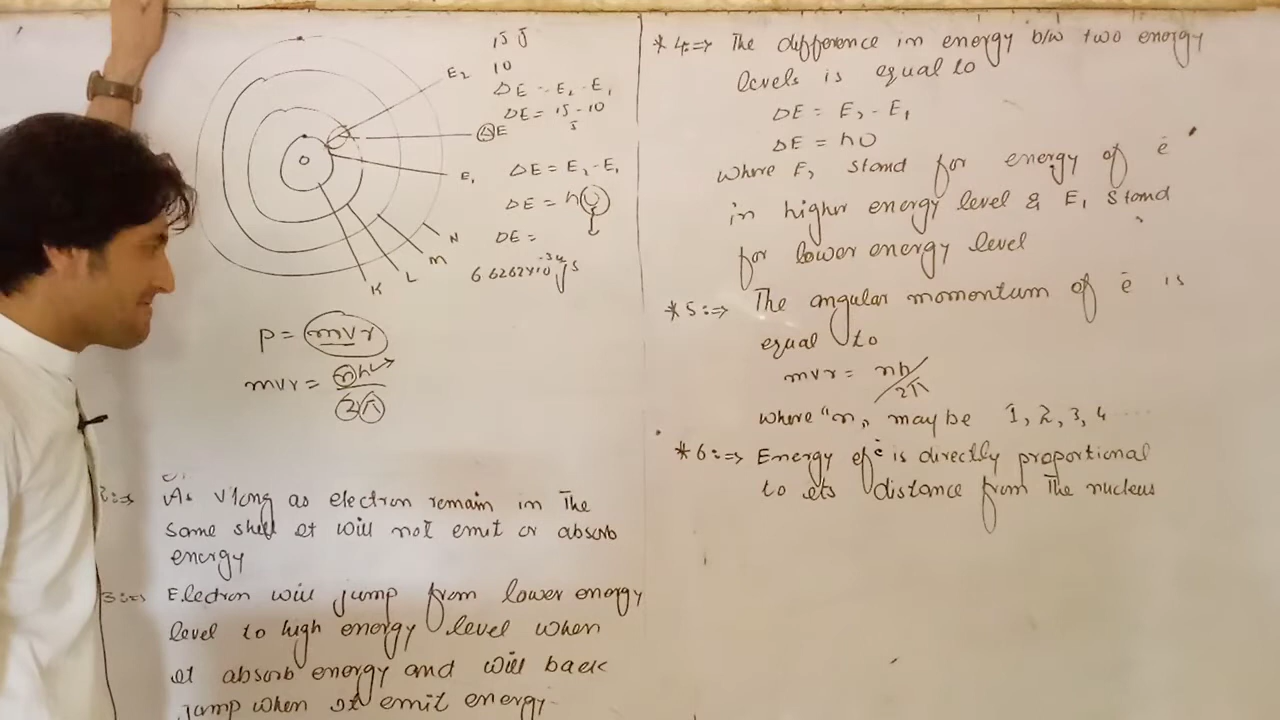 15 J
10
E₂
ΔE = E₂ - E₁
ΔE = 15 - 10
5
ΔE
E₁
ΔE = E₂ - E₁
ΔE = hυ
ΔE =
6.6262x10⁻³⁴ Js
N
M
L
K
P = mvr
mvr = nh
2π
2:⇒ As long as electron remain in The
same shell it will not emit or absorb
energy
3:⇒ Electron will jump from lower energy
level to high energy level when
it absorb energy and will back
jump when it emit energy
*4:⇒ The difference in energy b/w two energy
levels is equal to
ΔE = E₂ - E₁
ΔE = hυ
where E₂ stand for energy of ē
in higher energy level & E₁ stand
for lower energy level
*5:⇒ The angular momentum of ē is
equal to
mvr = nh/2π
where "n" may be 1, 2, 3, 4 ....
*6:⇒ Energy of ē is directly proportional
to its distance from The nucleus